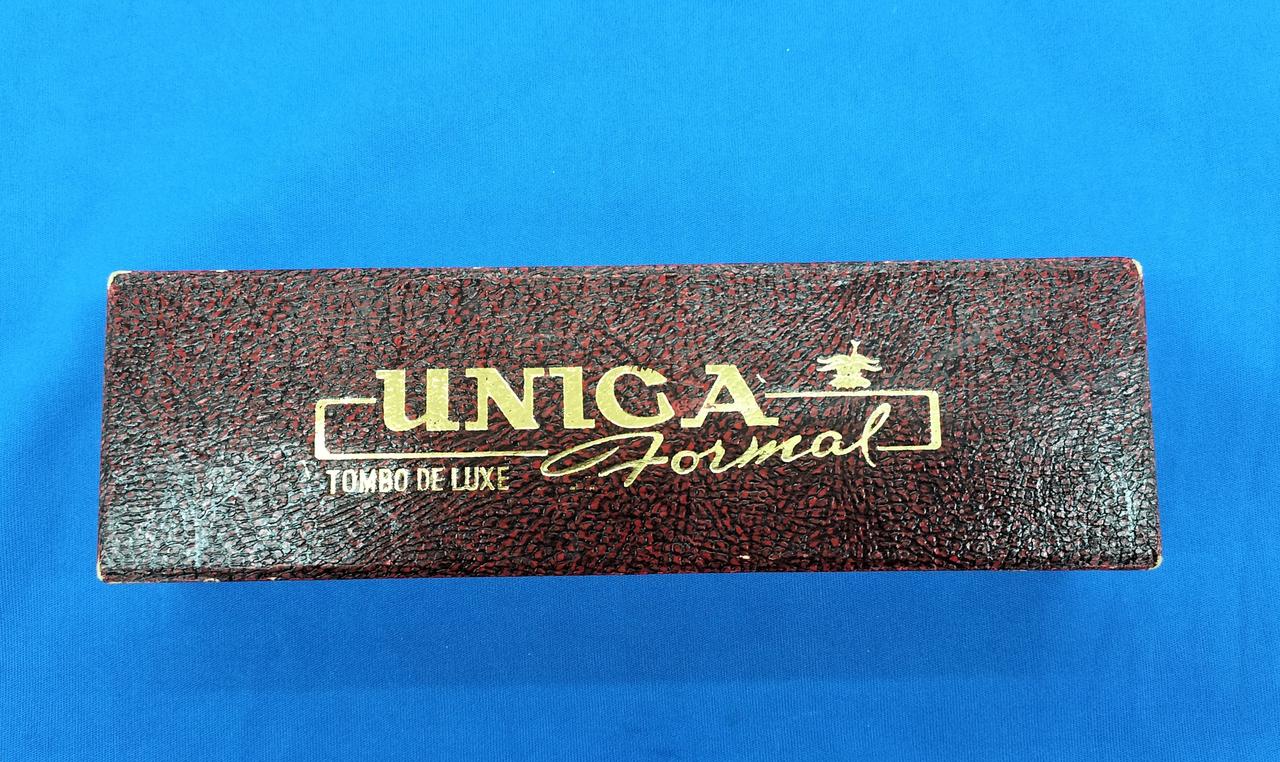 UNICA
Formal
TOMBO DE LUXE